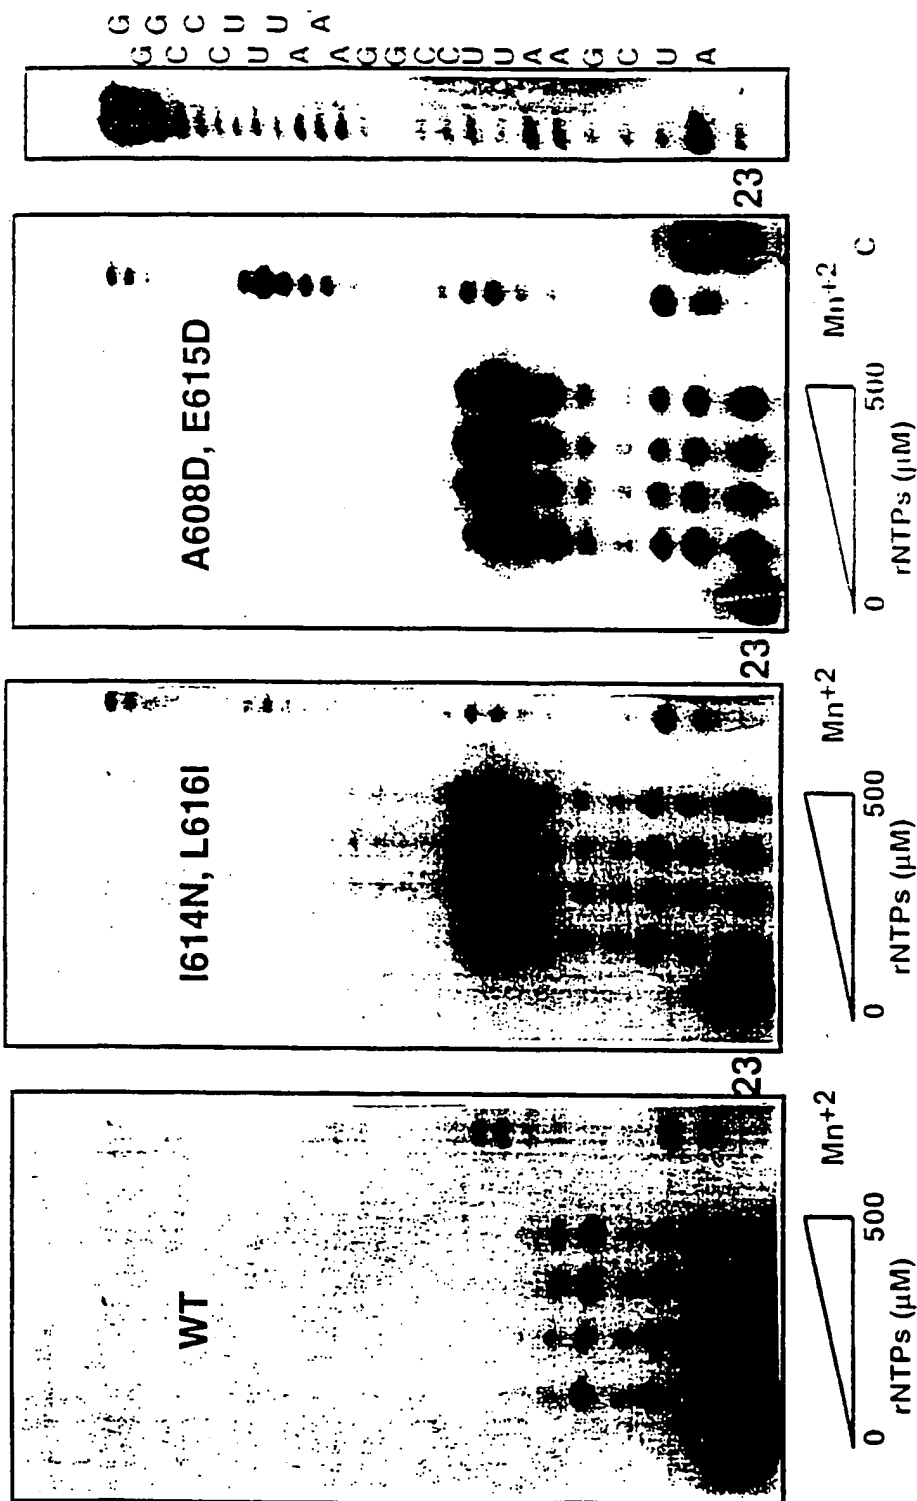 WT
23
0 500
rNTPs (µM)
Mn+2
I614N, L616I
23
0 500
rNTPs (µM)
Mn+2
A608D, E615D
23
0 500
rNTPs (µM)
Mn+2
C
G
G
G
C
C
C
U
U
U
A
A
A
G
G
C
C
U
U
A
A
G
C
U
A